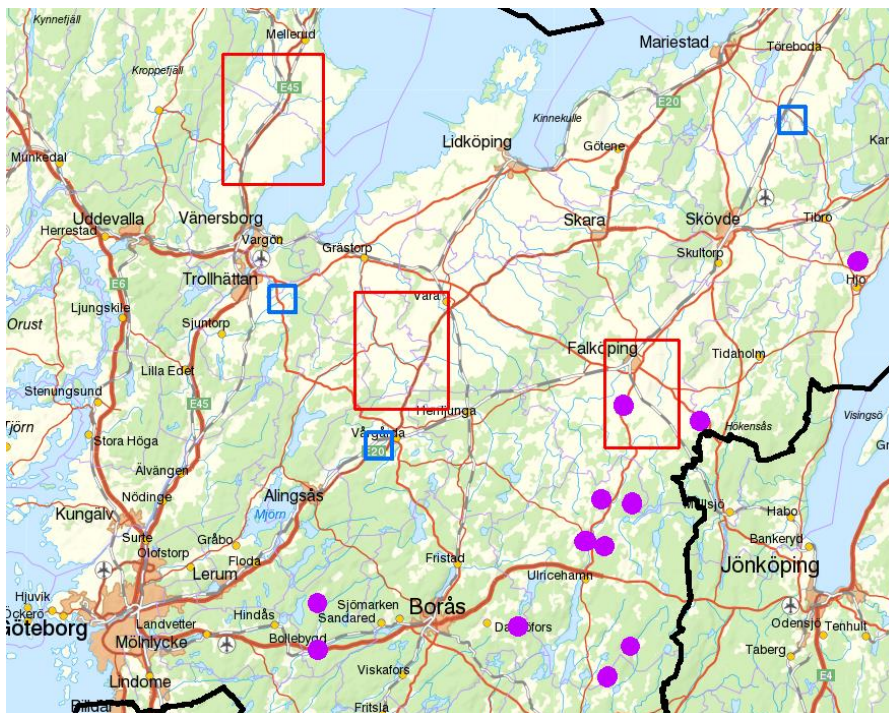 Kynnefjäll
Mellerud
Mariestad
Töreboda
Kroppefjäll
E45
E20
Kinnekulle
Lidköping
Götene
Munkedal
Uddevalla
Vänersborg
Skara
Skövde
Herrestad
Vargön
Grästorp
Tibro
Skultorp
Trollhättan
E6
Hjo
Vara
Ljungskile
Orust
Sjuntorp
Falköping
Tidaholm
Lilla Edet
Stenungsund
E45
Herrljunga
Visingsö
Tjörn
Hökensås
Stora Höga
Vårgårda
E20
Älvängen
Alingsås
Nödinge
Mjörn
Kungälv
Habo
Surte
Gråbo
Bankeryd
Olofstorp
Floda
Fristad
Lerum
Ulricehamn
Jönköping
Hjuvik
Öckerö
Sjömarken
Borås
Landvetter
Hindås
Sandared
Göteborg
Odensjö
Tenhult
Mölnlycke
Bollebygd
Taberg
Viskafors
E4
Lindome
Billdal
Fritsla